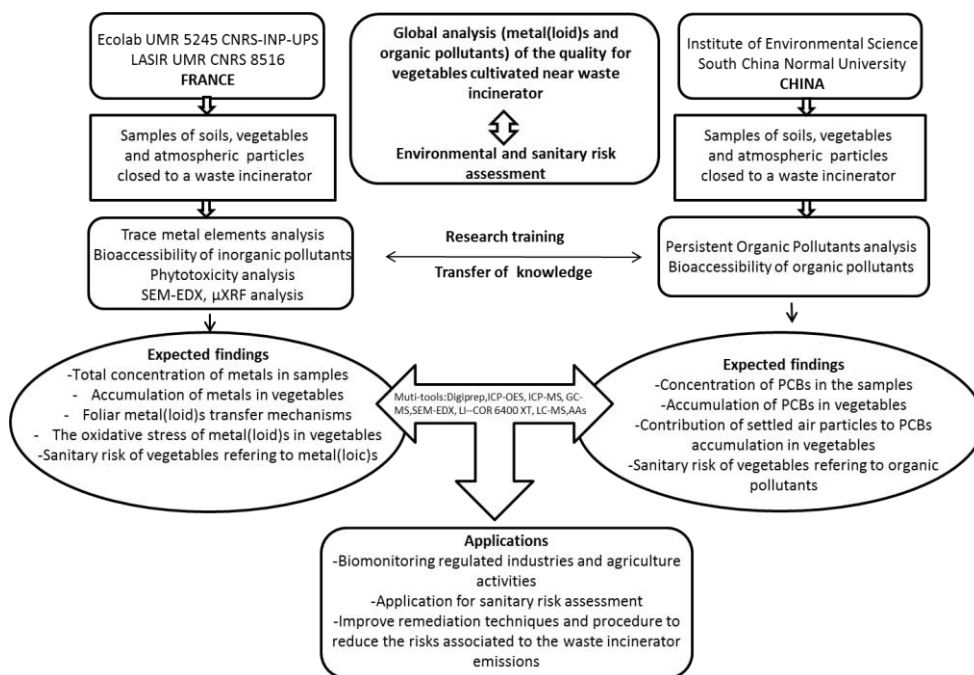 Ecolab UMR 5245 CNRS-INP-UPS
LASIR UMR CNRS 8516
FRANCE
Global analysis (metal(loid)s and
organic pollutants) of the quality for
vegetables cultivated near waste
incinerator
Environmental and sanitary risk
assessment
Institute of Environmental Science
South China Normal University
CHINA
Samples of soils, vegetables
and atmospheric particles
closed to a waste incinerator
Samples of soils, vegetables
and atmospheric particles
closed to a waste incinerator
Trace metal elements analysis
Bioaccessibility of inorganic pollutants
Phytotoxicity analysis
SEM-EDX, µXRF analysis
Research training
Transfer of knowledge
Persistent Organic Pollutants analysis
Bioaccessibility of organic pollutants
Expected findings
-Total concentration of metals in samples
- Accumulation of metals in vegetables
- Foliar metal(loid)s transfer mechanisms
- The oxidative stress of metal(loid)s in vegetables
-Sanitary risk of vegetables refering to metal(loic)s
Muti-tools:Digiprep,ICP-OES, ICP-MS, GC-
MS,SEM-EDX, LI--COR 6400 XT, LC-MS,AAs
Expected findings
-Concentration of PCBs in the samples
-Accumulation of PCBs in vegetables
-Contribution of settled air particles to PCBs
accumulation in vegetables
-Sanitary risk of vegetables refering to organic
pollutants
Applications
-Biomonitoring regulated industries and agriculture
activities
-Application for sanitary risk assessment
-Improve remediation techniques and procedure to
reduce the risks associated to the waste incinerator
emissions